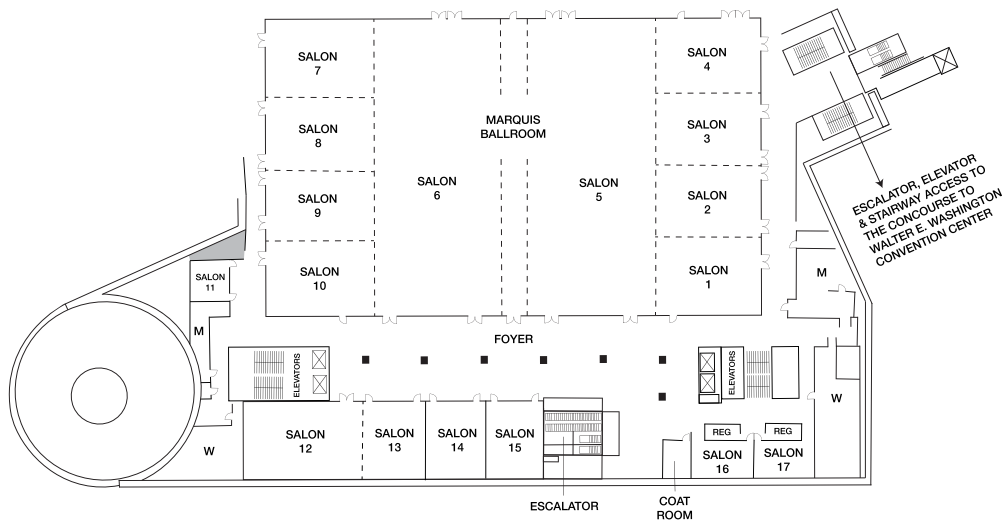 SALON
7
SALON
4
MARQUIS
BALLROOM
SALON
8
SALON
3
SALON
6
SALON
5
SALON
9
SALON
2
ESCALATOR, ELEVATOR
& STAIRWAY ACCESS TO
THE CONCOURSE TO
WALTER E. WASHINGTON
CONVENTION CENTER
SALON
10
SALON
1
SALON
11
M
M
FOYER
ELEVATORS
ELEVATORS
W
W
SALON
12
SALON
13
SALON
14
SALON
15
REG
REG
SALON
16
SALON
17
ESCALATOR
COAT
ROOM